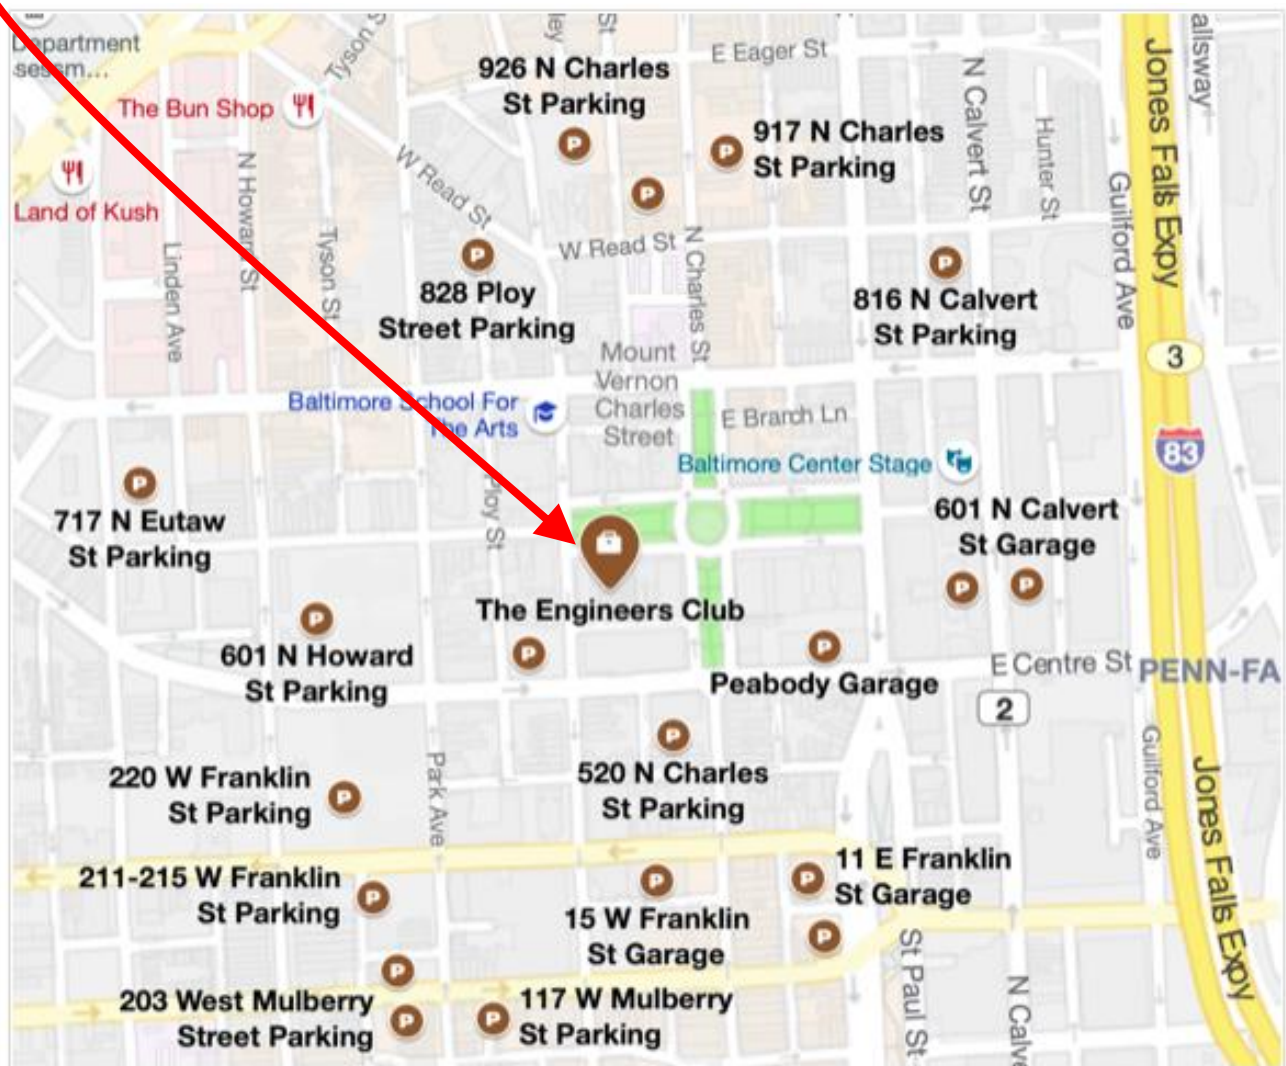 Department
sessm...
Tyson S
ley
St
E Eager St
allsway
Jones Falls Expy
926 N Charles
St Parking
The Bun Shop
917 N Charles
St Parking
N Calvert St
Hunter St
W Read St
N Howard St
Land of Kush
Guilford Ave
Linden Ave
Tyson St
W Read St
N Charles St
828 Ploy
Street Parking
816 N Calvert
St Parking
Mount
Vernon
Charles
Street
3
Baltimore School For
The Arts
E Branch Ln
Baltimore Center Stage
83
717 N Eutaw
St Parking
Ploy St
601 N Calvert
St Garage
The Engineers Club
601 N Howard
St Parking
Peabody Garage
E Centre St
PENN-FA
2
220 W Franklin
St Parking
Park Ave
520 N Charles
St Parking
Guilford Ave
Jones Falls Expy
211-215 W Franklin
St Parking
15 W Franklin
St Garage
11 E Franklin
St Garage
203 West Mulberry
Street Parking
117 W Mulberry
St Parking
St Paul St
N Calve